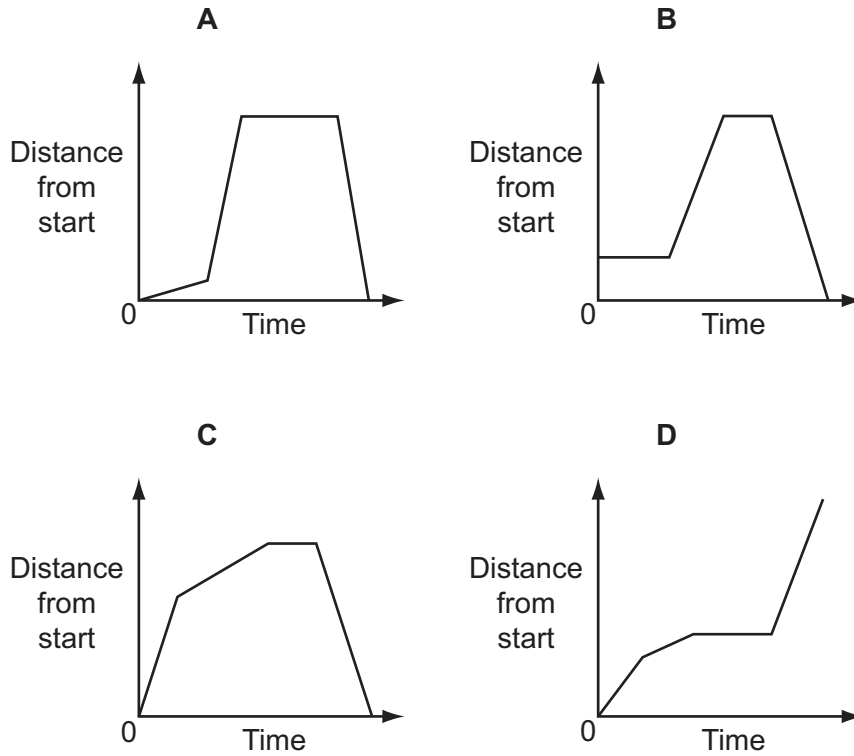 A
Distance
from
start
0
Time
B
Distance
from
start
0
Time
C
Distance
from
start
0
Time
D
Distance
from
start
0
Time